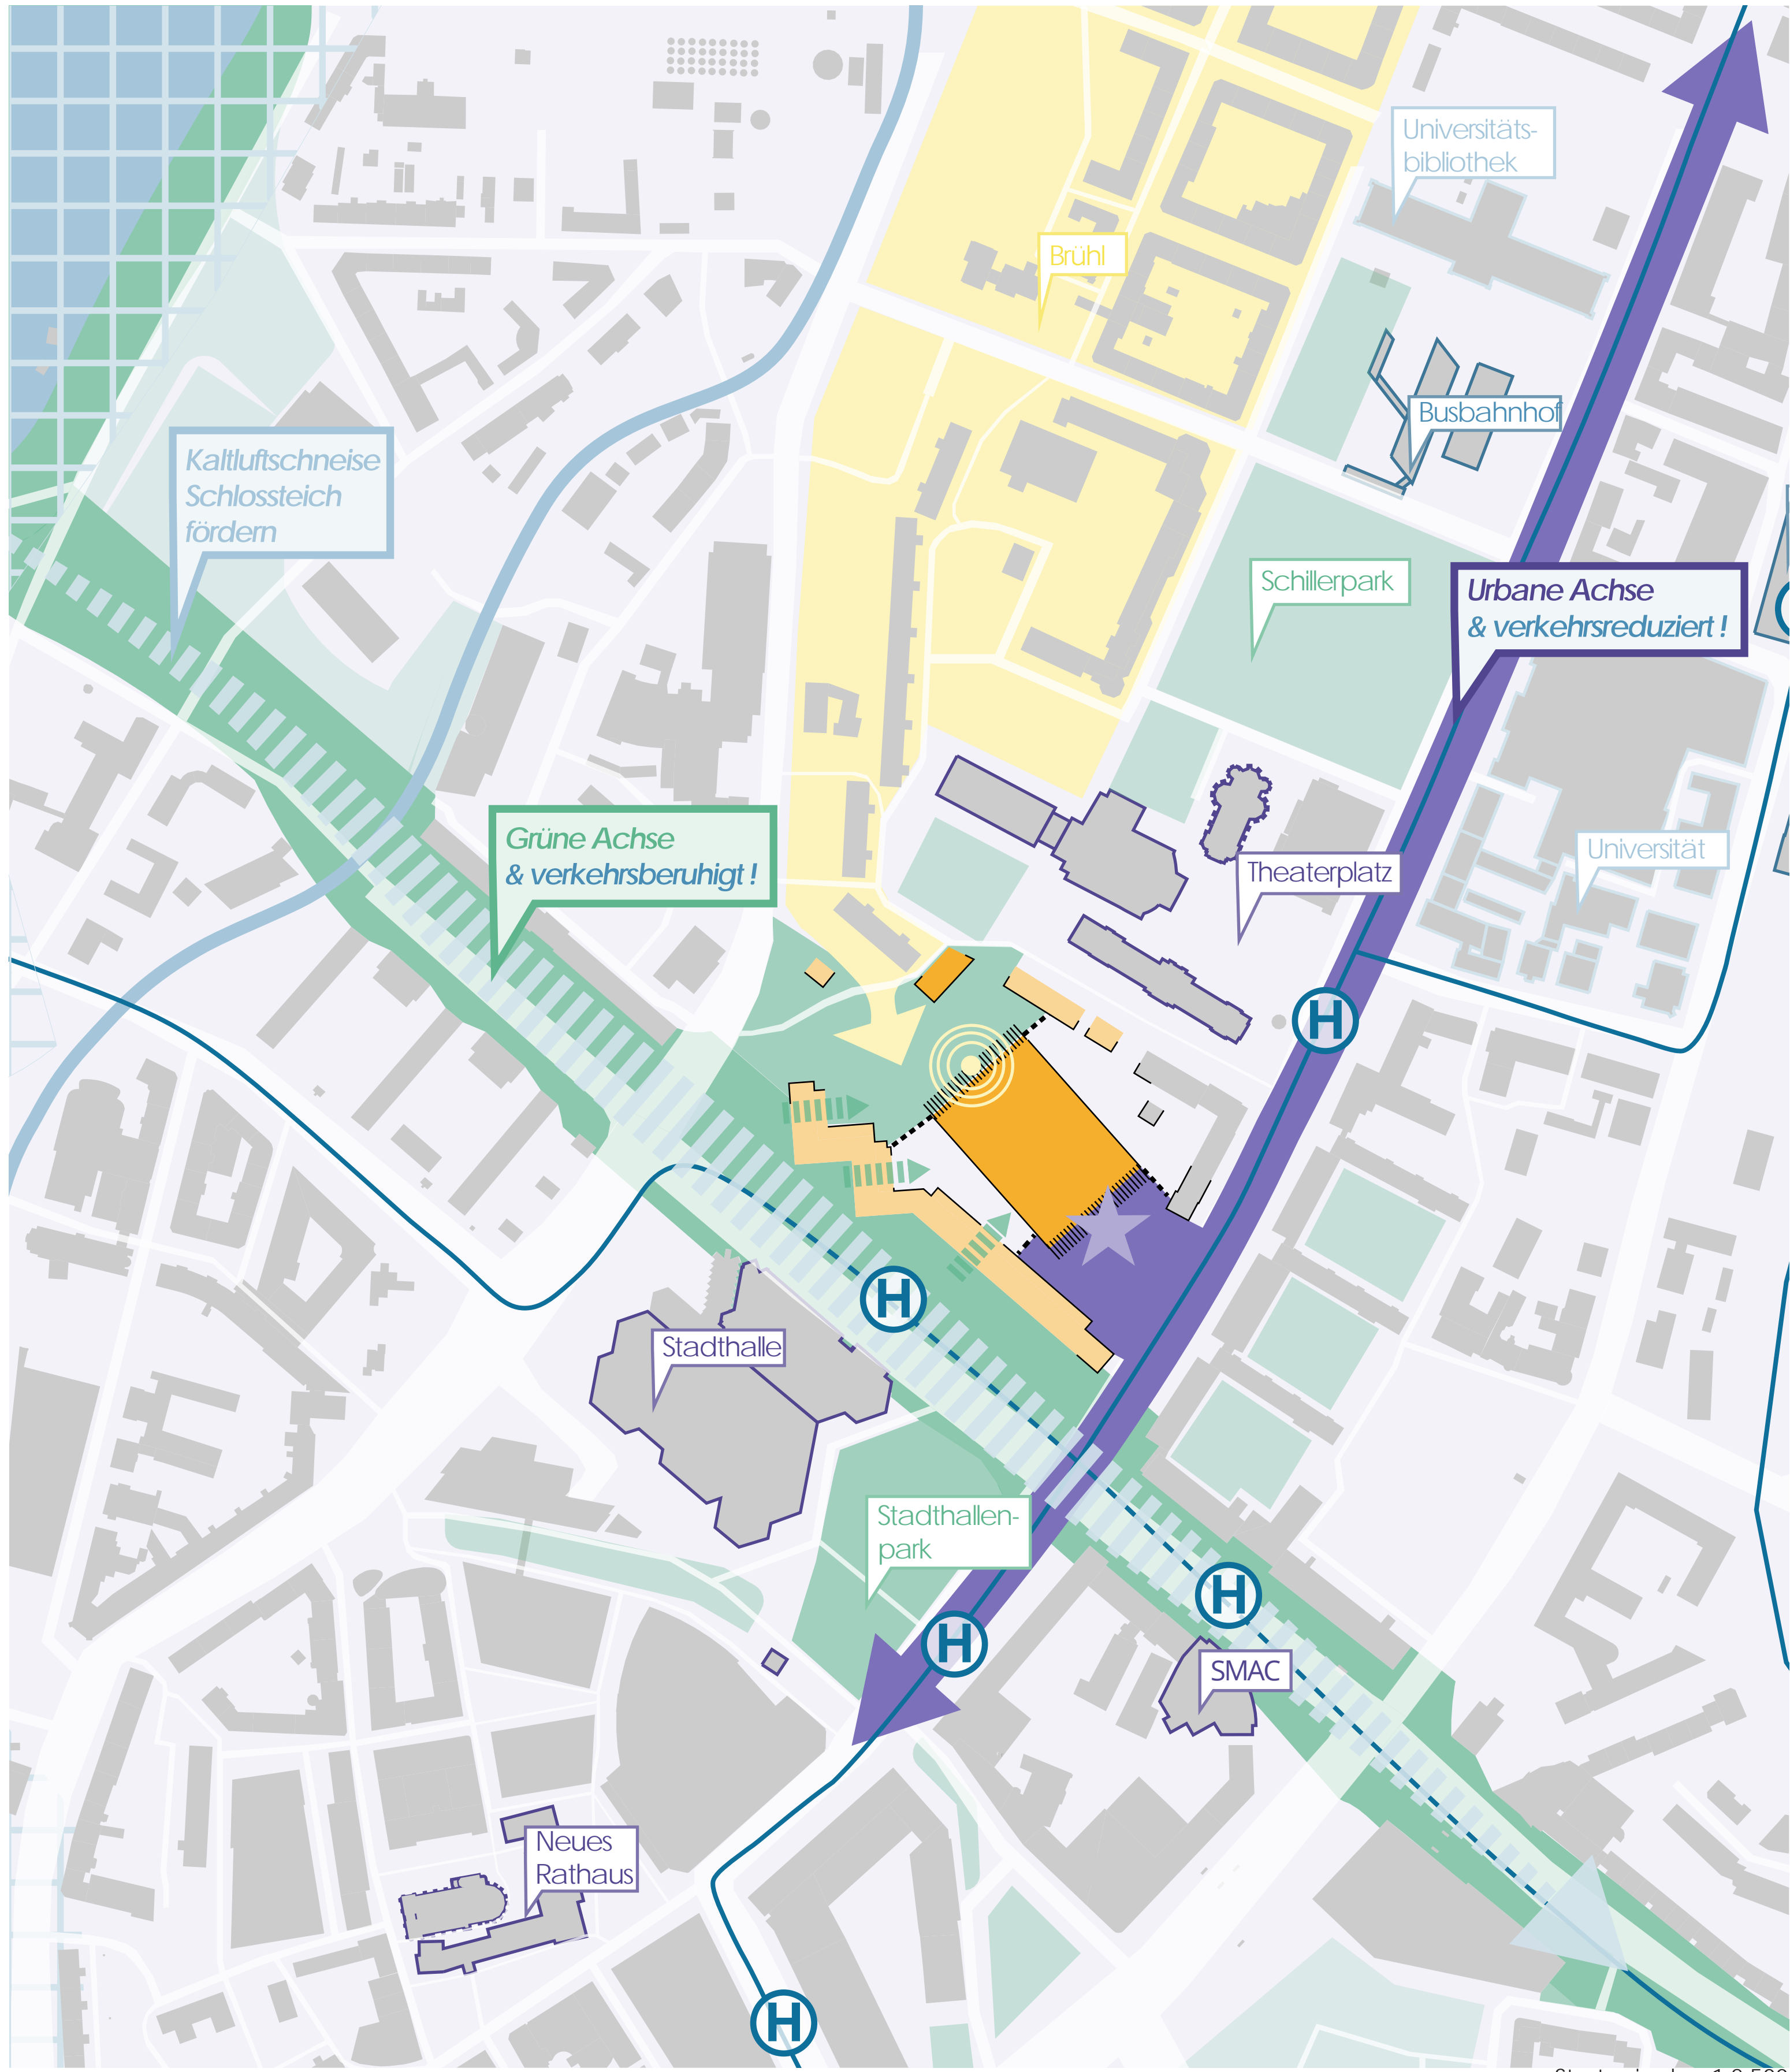 Universitäts-
bibliothek
Brühl
Busbahnhof
Kaltluftschneise
Schlossteich
fördern
Schillerpark
Urbane Achse
& verkehrsreduziert !
Grüne Achse
& verkehrsberuhigt !
Universität
Theaterplatz
H
H
Stadthalle
Stadthallen-
park
H
H
SMAC
Neues
Rathaus
H